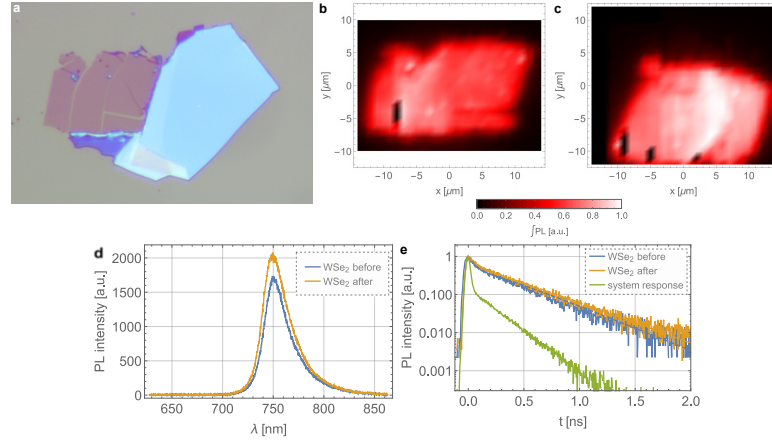 a
b
c
y [μm]
10
5
0
−5
−10
−10
−5
0
5
10
x [μm]
y [μm]
10
5
0
−5
−10
−15
−10
−5
0
5
10
x [μm]
0.0
0.2
0.4
0.6
0.8
1.0
∫PL [a.u.]
d
PL intensity [a.u.]
2000
1500
1000
500
0
650
700
750
800
850
λ [nm]
WSe₂ before
WSe₂ after
e
PL intensity [a.u.]
1
0.100
0.010
0.001
0.0
0.5
1.0
1.5
2.0
t [ns]
WSe₂ before
WSe₂ after
system response